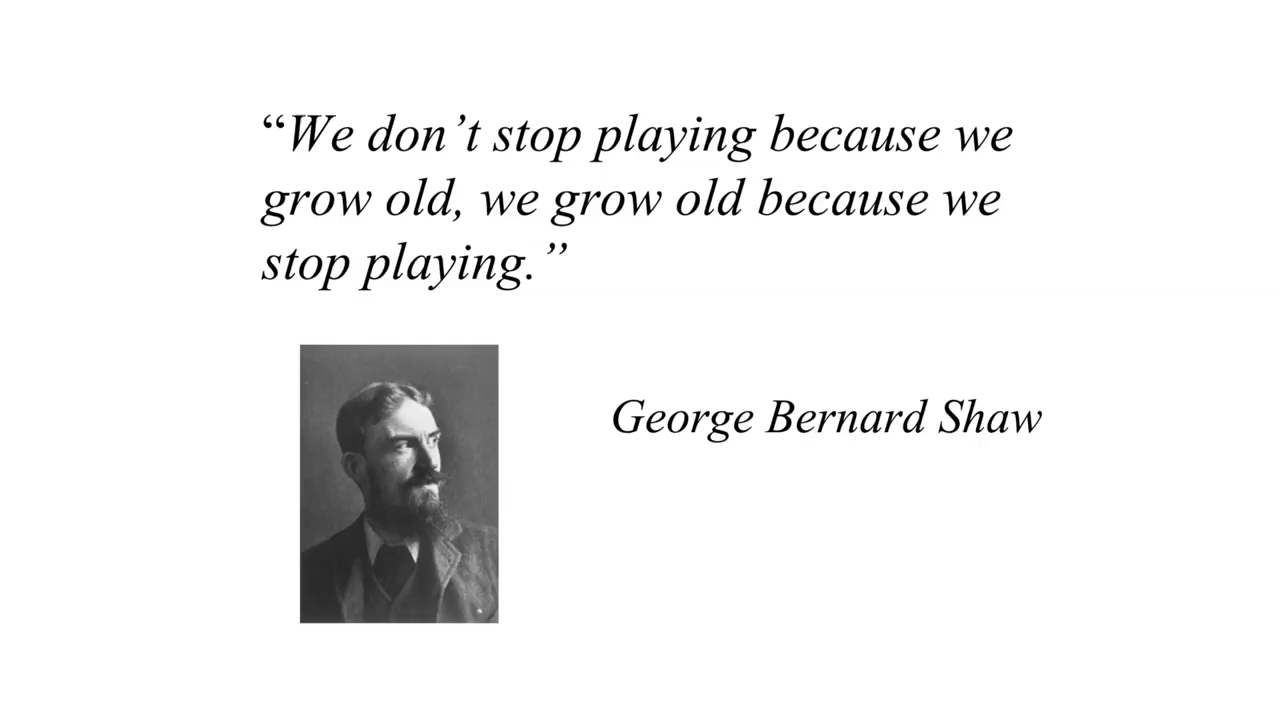 “We don’t stop playing because we
grow old, we grow old because we
stop playing.”
George Bernard Shaw